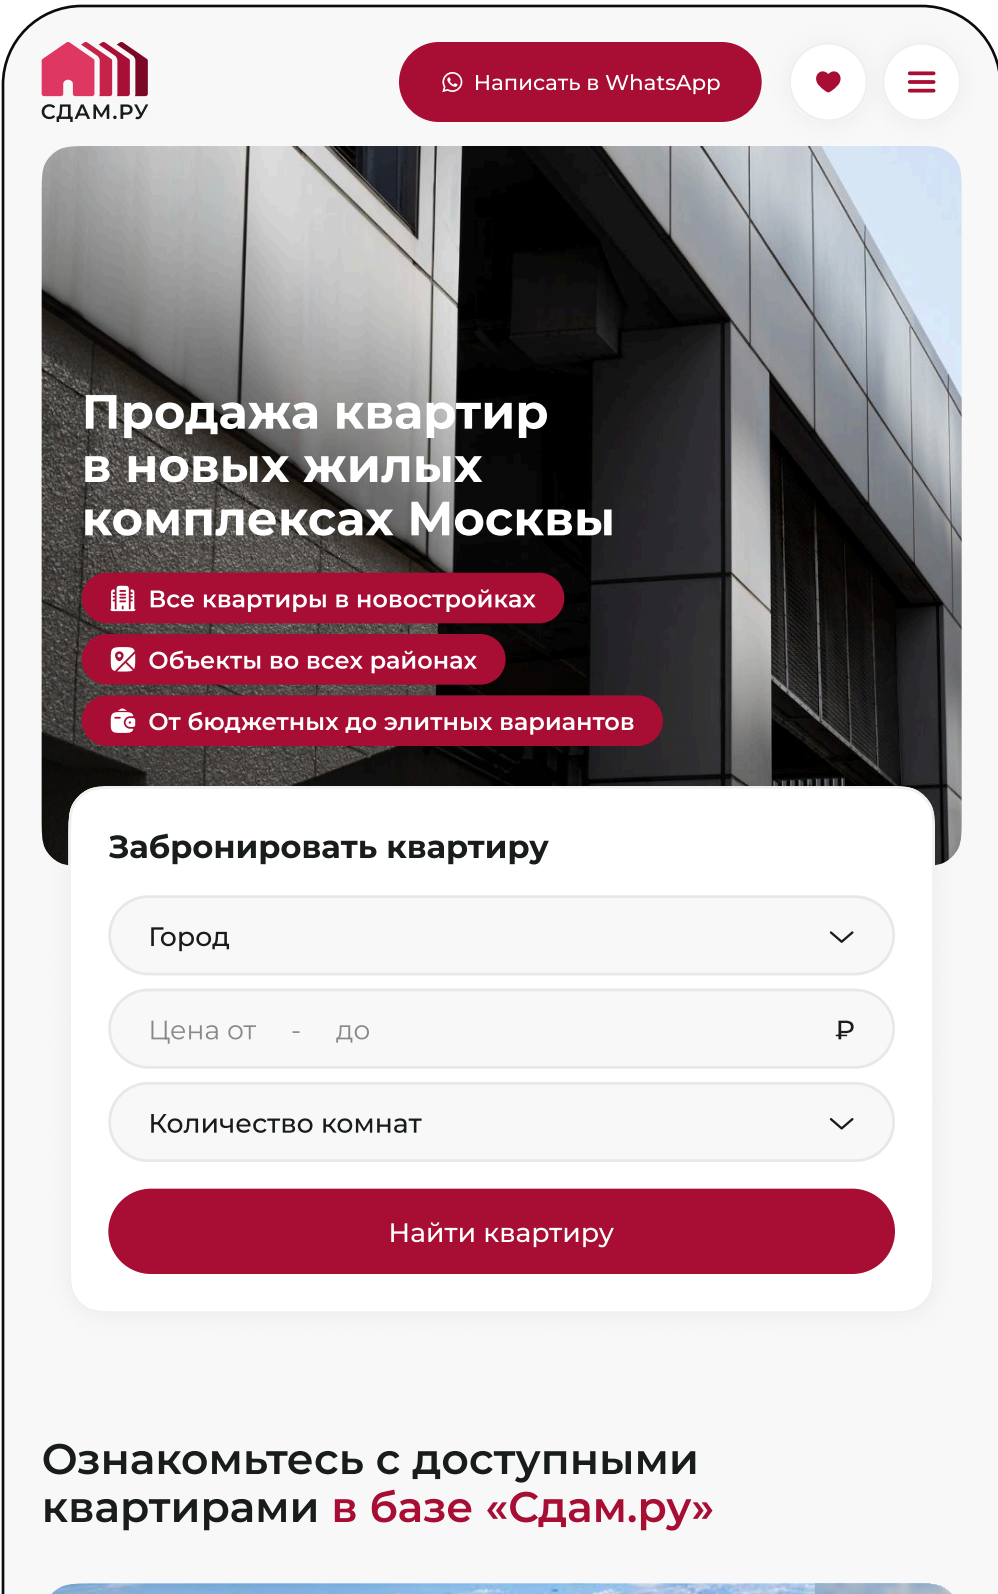 СДАМ.РУ
Написать в WhatsApp
Продажа квартир
в новых жилых
комплексах Москвы
Все квартиры в новостройках
Объекты во всех районах
От бюджетных до элитных вариантов
Забронировать квартиру
Город
Цена от - до ₽
Количество комнат
Найти квартиру
Ознакомьтесь с доступными
квартирами в базе «Сдам.ру»